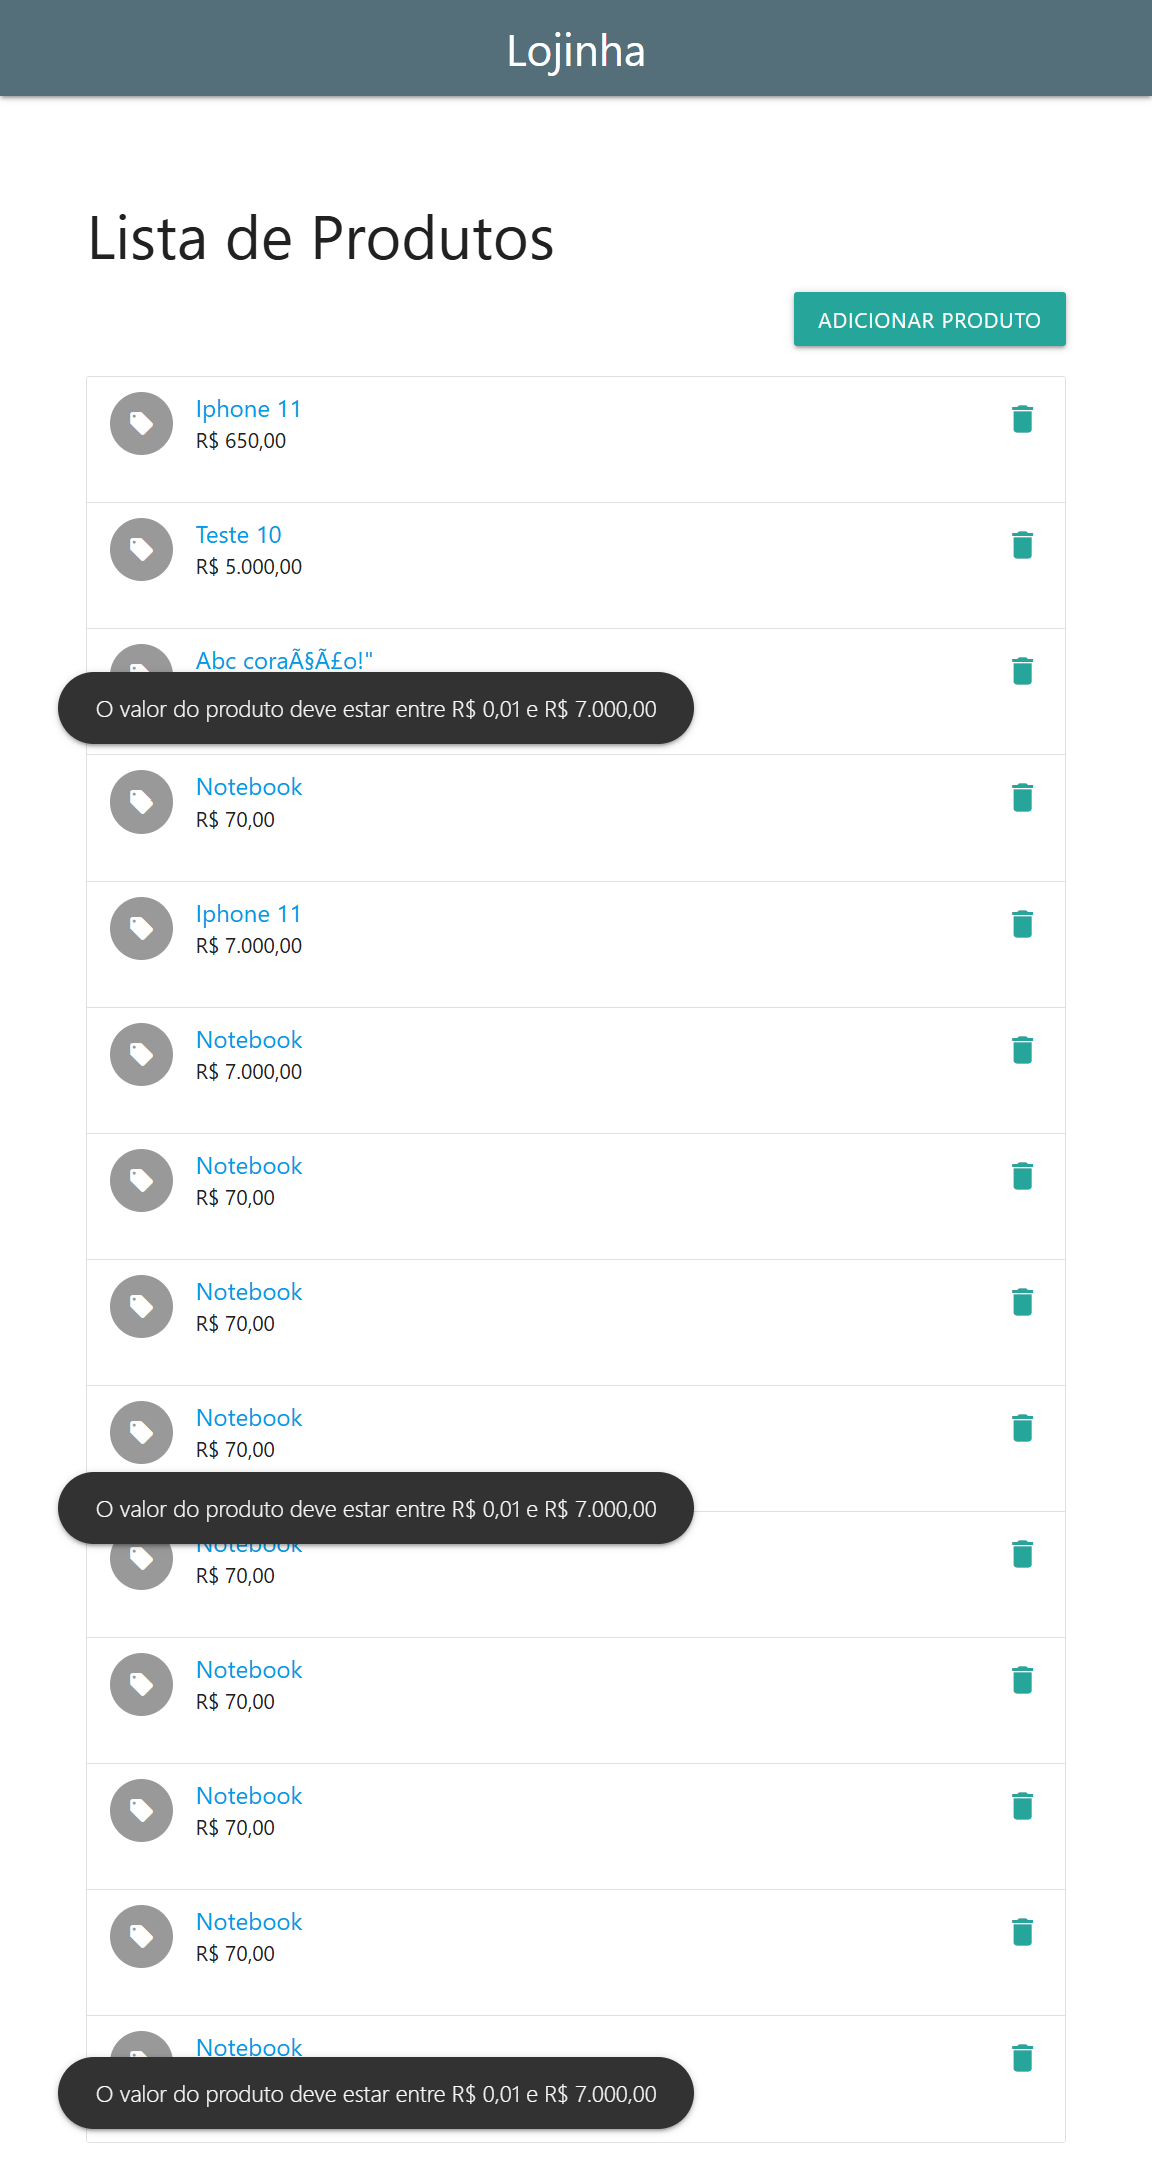 Lojinha
Lista de Produtos
ADICIONAR PRODUTO
Iphone 11
R$ 650,00
Teste 10
R$ 5.000,00
Abc coraÃ§Ã£o!"
O valor do produto deve estar entre R$ 0,01 e R$ 7.000,00
Notebook
R$ 70,00
Iphone 11
R$ 7.000,00
Notebook
R$ 7.000,00
Notebook
R$ 70,00
Notebook
R$ 70,00
Notebook
R$ 70,00
O valor do produto deve estar entre R$ 0,01 e R$ 7.000,00
Notebook
R$ 70,00
Notebook
R$ 70,00
Notebook
R$ 70,00
Notebook
R$ 70,00
Notebook
O valor do produto deve estar entre R$ 0,01 e R$ 7.000,00